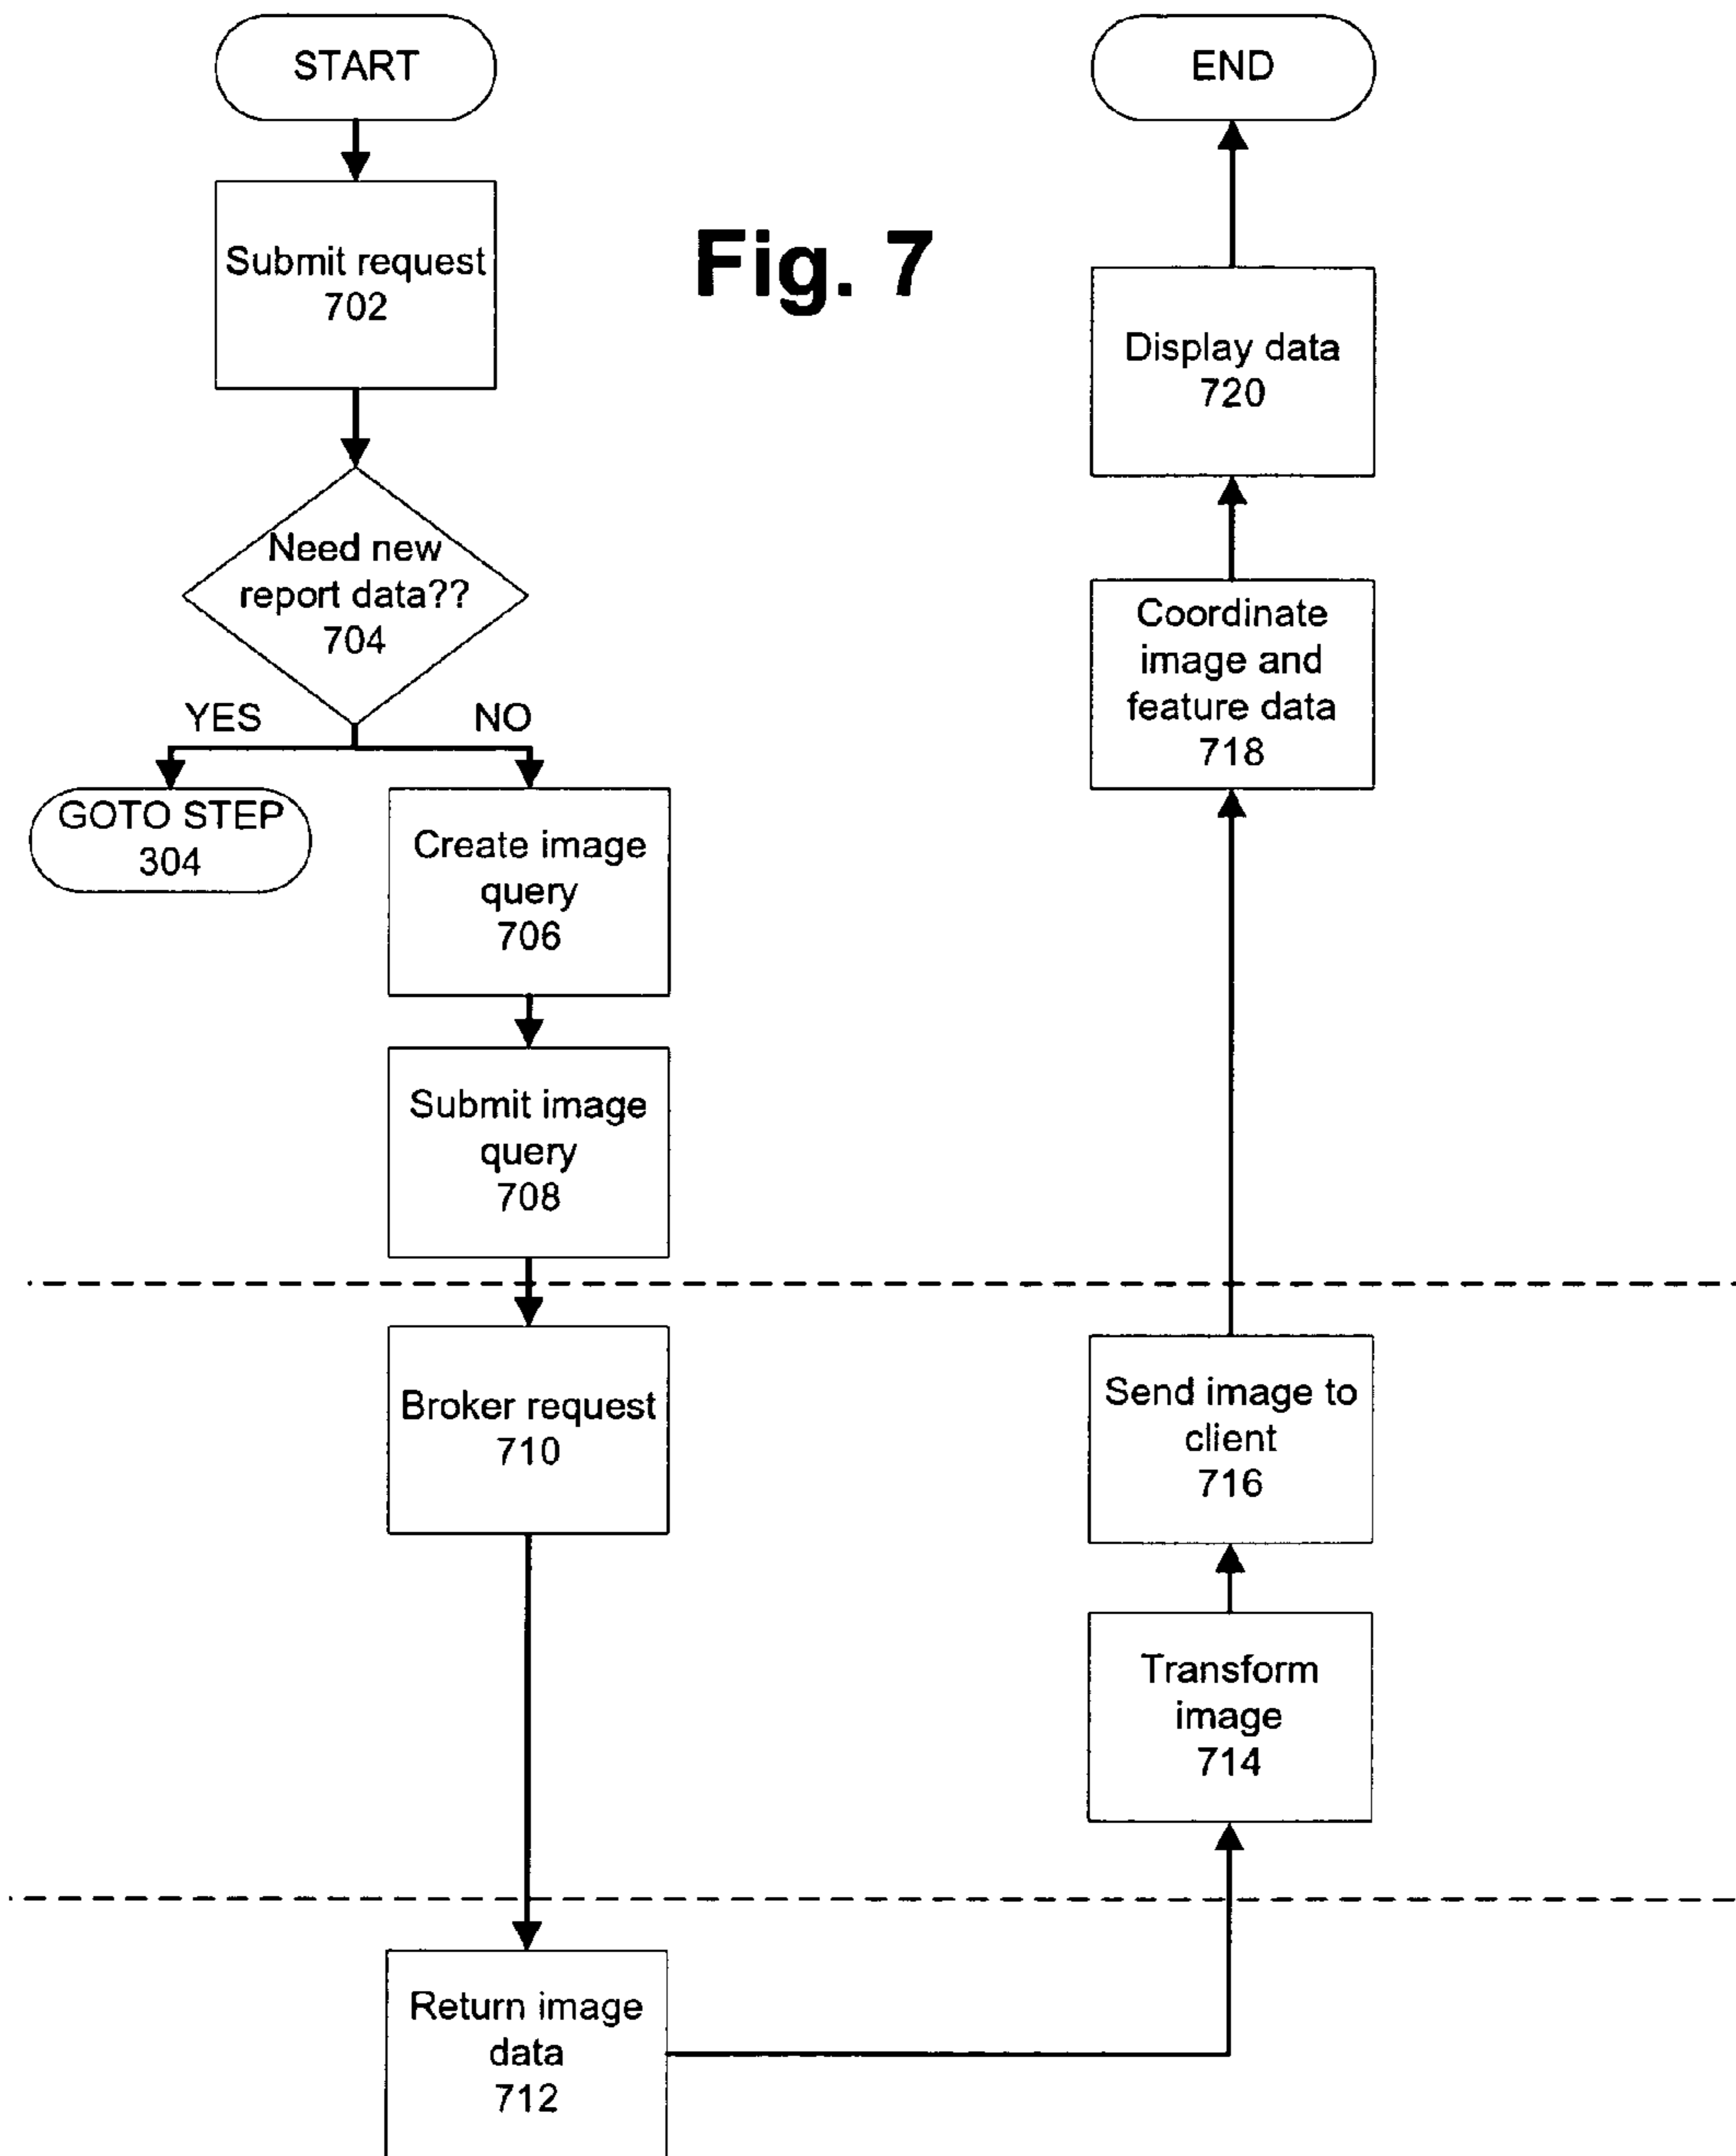 START
Submit request
702
Need new
report data??
704
YES
NO
GOTO STEP
304
Create image
query
706
Submit image
query
708
Broker request
710
Return image
data
712
Transform
image
714
Send image to
client
716
Coordinate
image and
feature data
718
Display data
720
END
Fig. 7